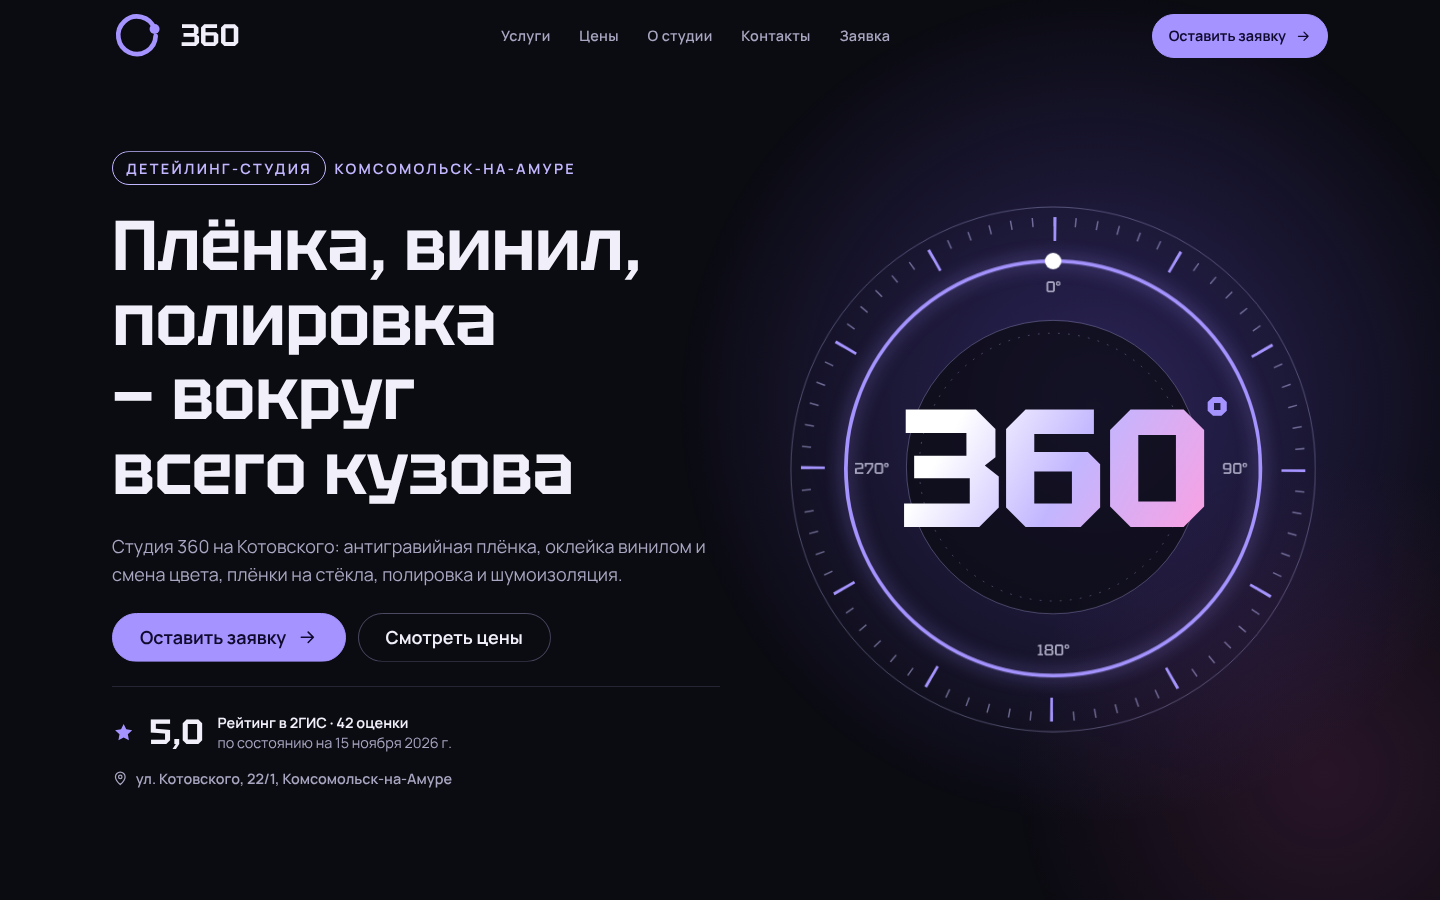 360
Услуги
Цены
О студии
Контакты
Заявка
Оставить заявку
ДЕТЕЙЛИНГ-СТУДИЯ КОМСОМОЛЬСК-НА-АМУРЕ
Плёнка, винил,
полировка
– вокруг
всего кузова
Студия 360 на Котовского: антигравийная плёнка, оклейка винилом и
смена цвета, плёнки на стёкла, полировка и шумоизоляция.
Оставить заявку
Смотреть цены
5,0
Рейтинг в 2ГИС · 42 оценки
по состоянию на 15 ноября 2026 г.
ул. Котовского, 22/1, Комсомольск-на-Амуре
0°
270°
360°
90°
180°